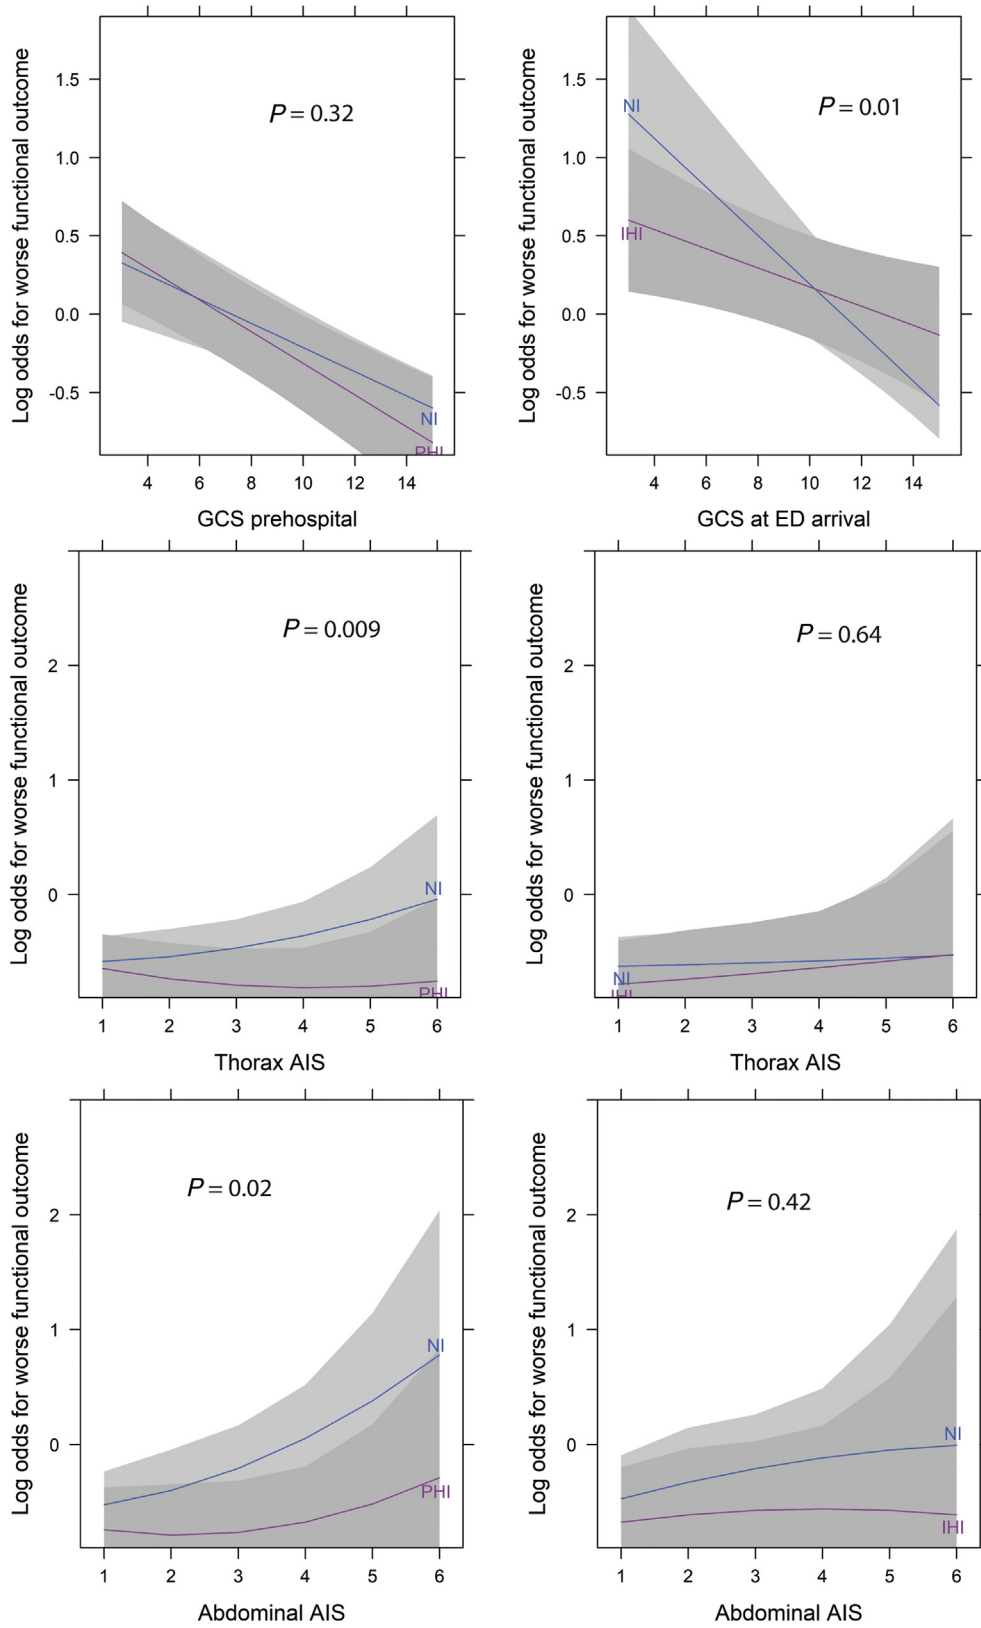 Log odds for worse functional outcome
1.5
1.0
0.5
0.0
-0.5
P = 0.32
NI
PHI
4 6 8 10 12 14
GCS prehospital
Log odds for worse functional outcome
1.5
1.0
0.5
0.0
-0.5
P = 0.01
NI
IHI
4 6 8 10 12 14
GCS at ED arrival
Log odds for worse functional outcome
2
1
0
P = 0.009
NI
PHI
1 2 3 4 5 6
Thorax AIS
Log odds for worse functional outcome
2
1
0
P = 0.64
NI
IHI
1 2 3 4 5 6
Thorax AIS
Log odds for worse functional outcome
2
1
0
P = 0.02
NI
PHI
1 2 3 4 5 6
Abdominal AIS
Log odds for worse functional outcome
2
1
0
P = 0.42
NI
IHI
1 2 3 4 5 6
Abdominal AIS